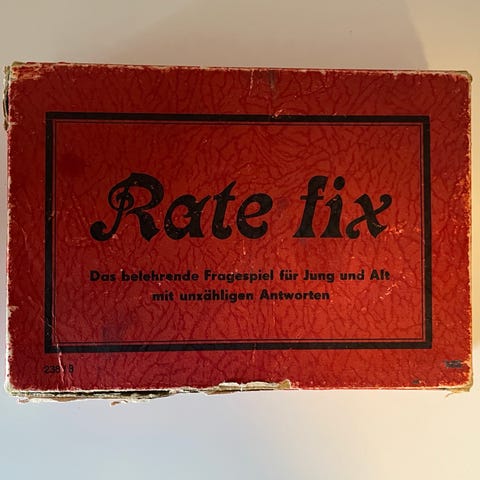 Rate fix
Das belehrende Fragespiel für Jung und Alt
mit unzähligen Antworten